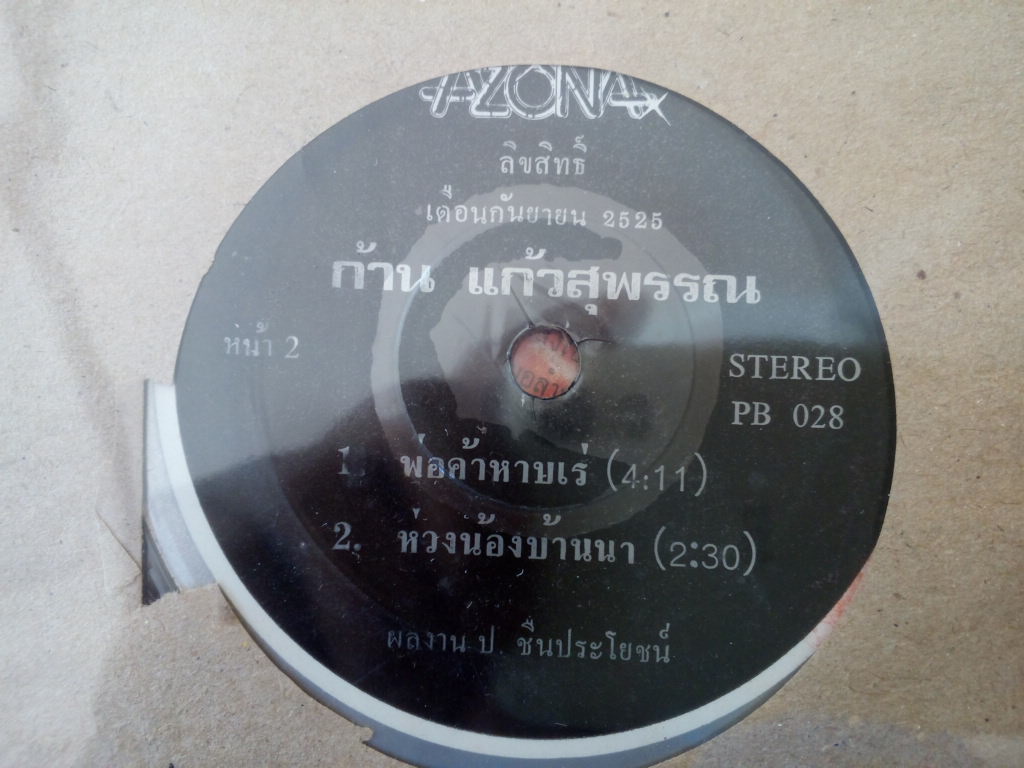 AZONA
ลิขสิทธิ์
เดือนกันยายน 2525
ก้าน แก้วสุพรรณ
หน้า 2
STEREO
PB 028
1. พ่อค้าหาบเร่ (4:11)
2. ห่วงน้องบ้านนา (2:30)
ผลงาน ป. ชื่นประโยชน์